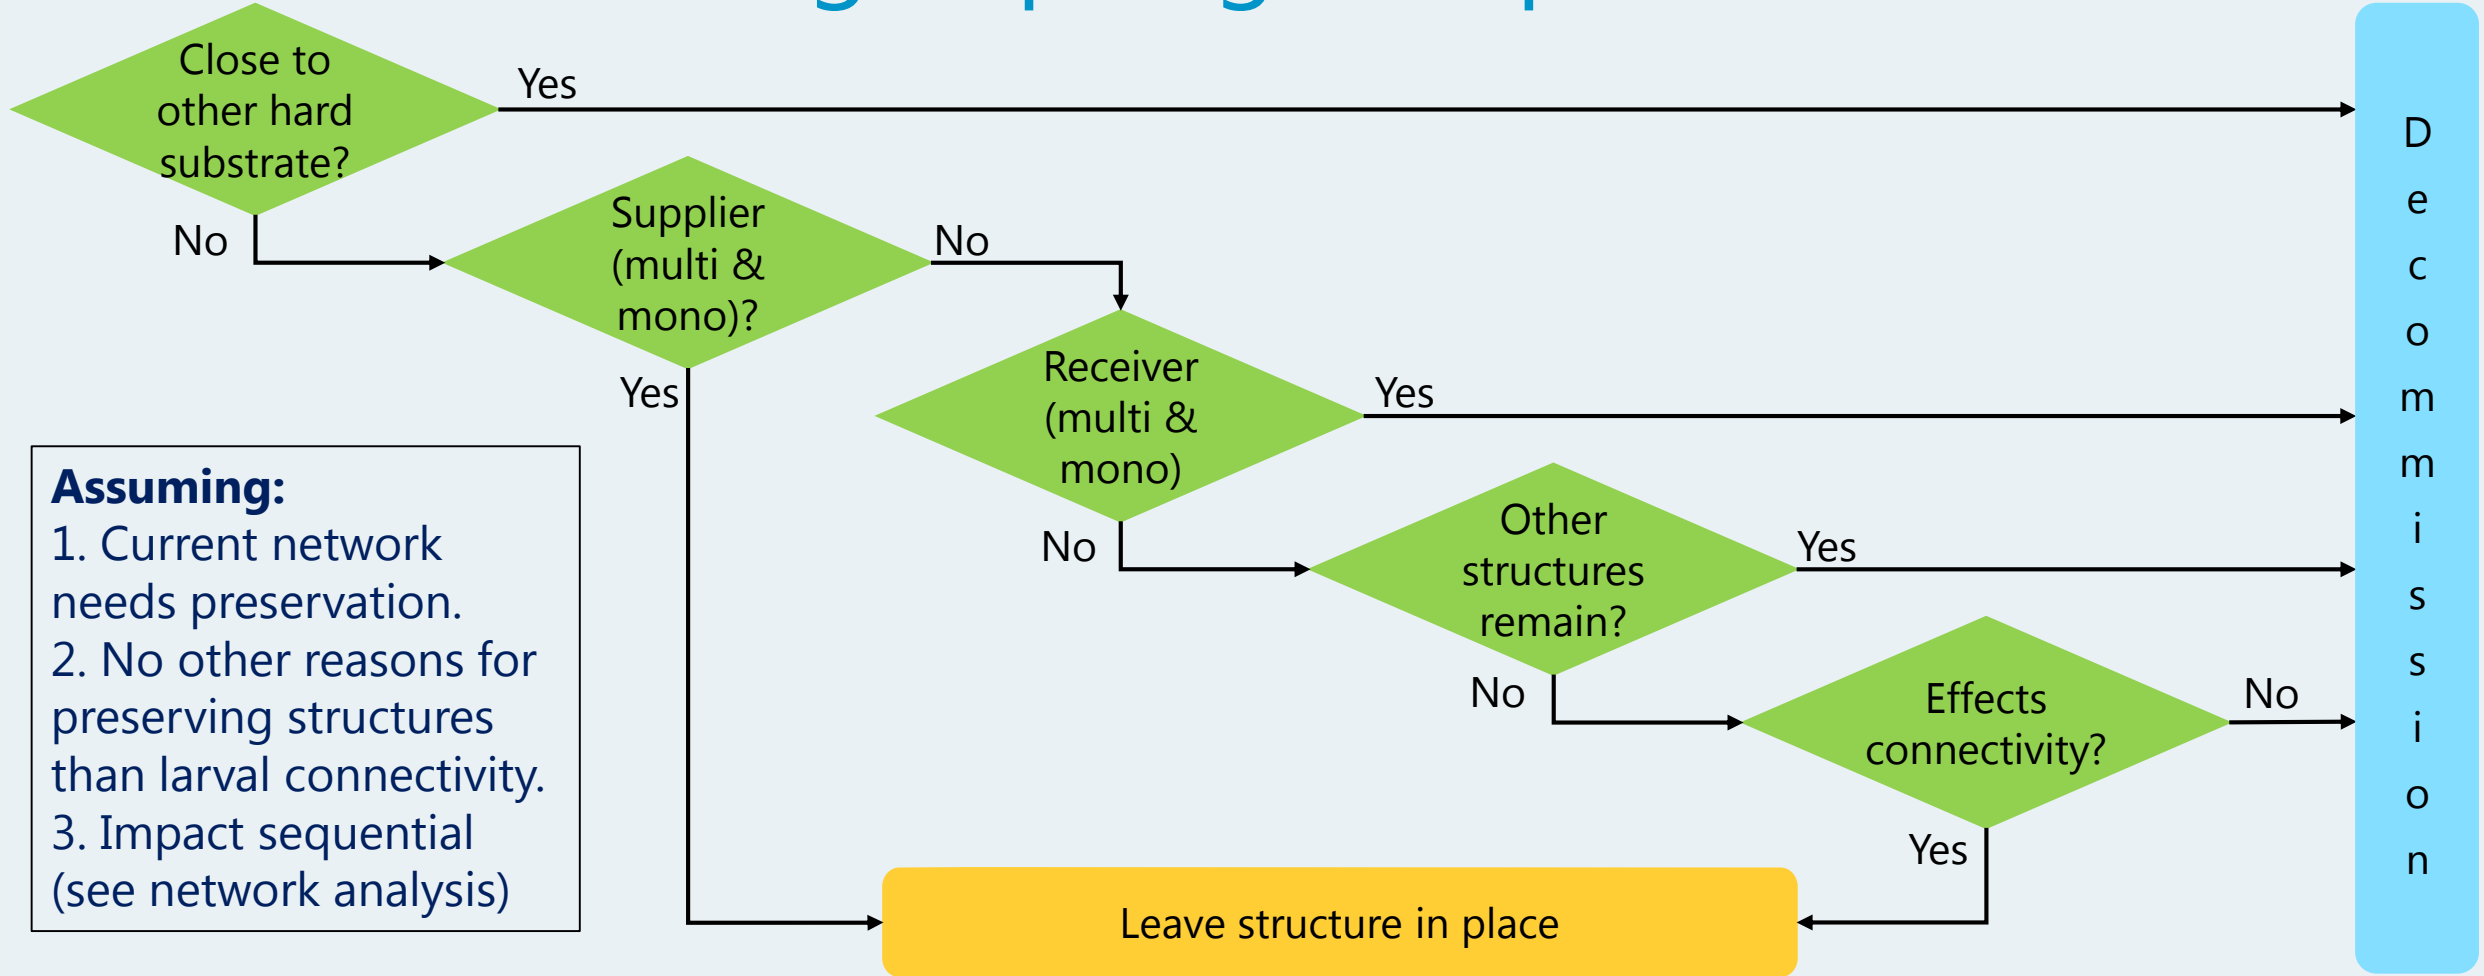 Close to
other hard
substrate?
Yes
No
Supplier
(multi &
mono)?
No
Yes
Receiver
(multi &
mono)
Yes
No
Other
structures
remain?
Yes
No
Effects
connectivity?
No
Yes
Leave structure in place
D
e
c
o
m
m
i
s
s
i
o
n
Assuming:
1. Current network
needs preservation.
2. No other reasons for
preserving structures
than larval connectivity.
3. Impact sequential
(see network analysis)